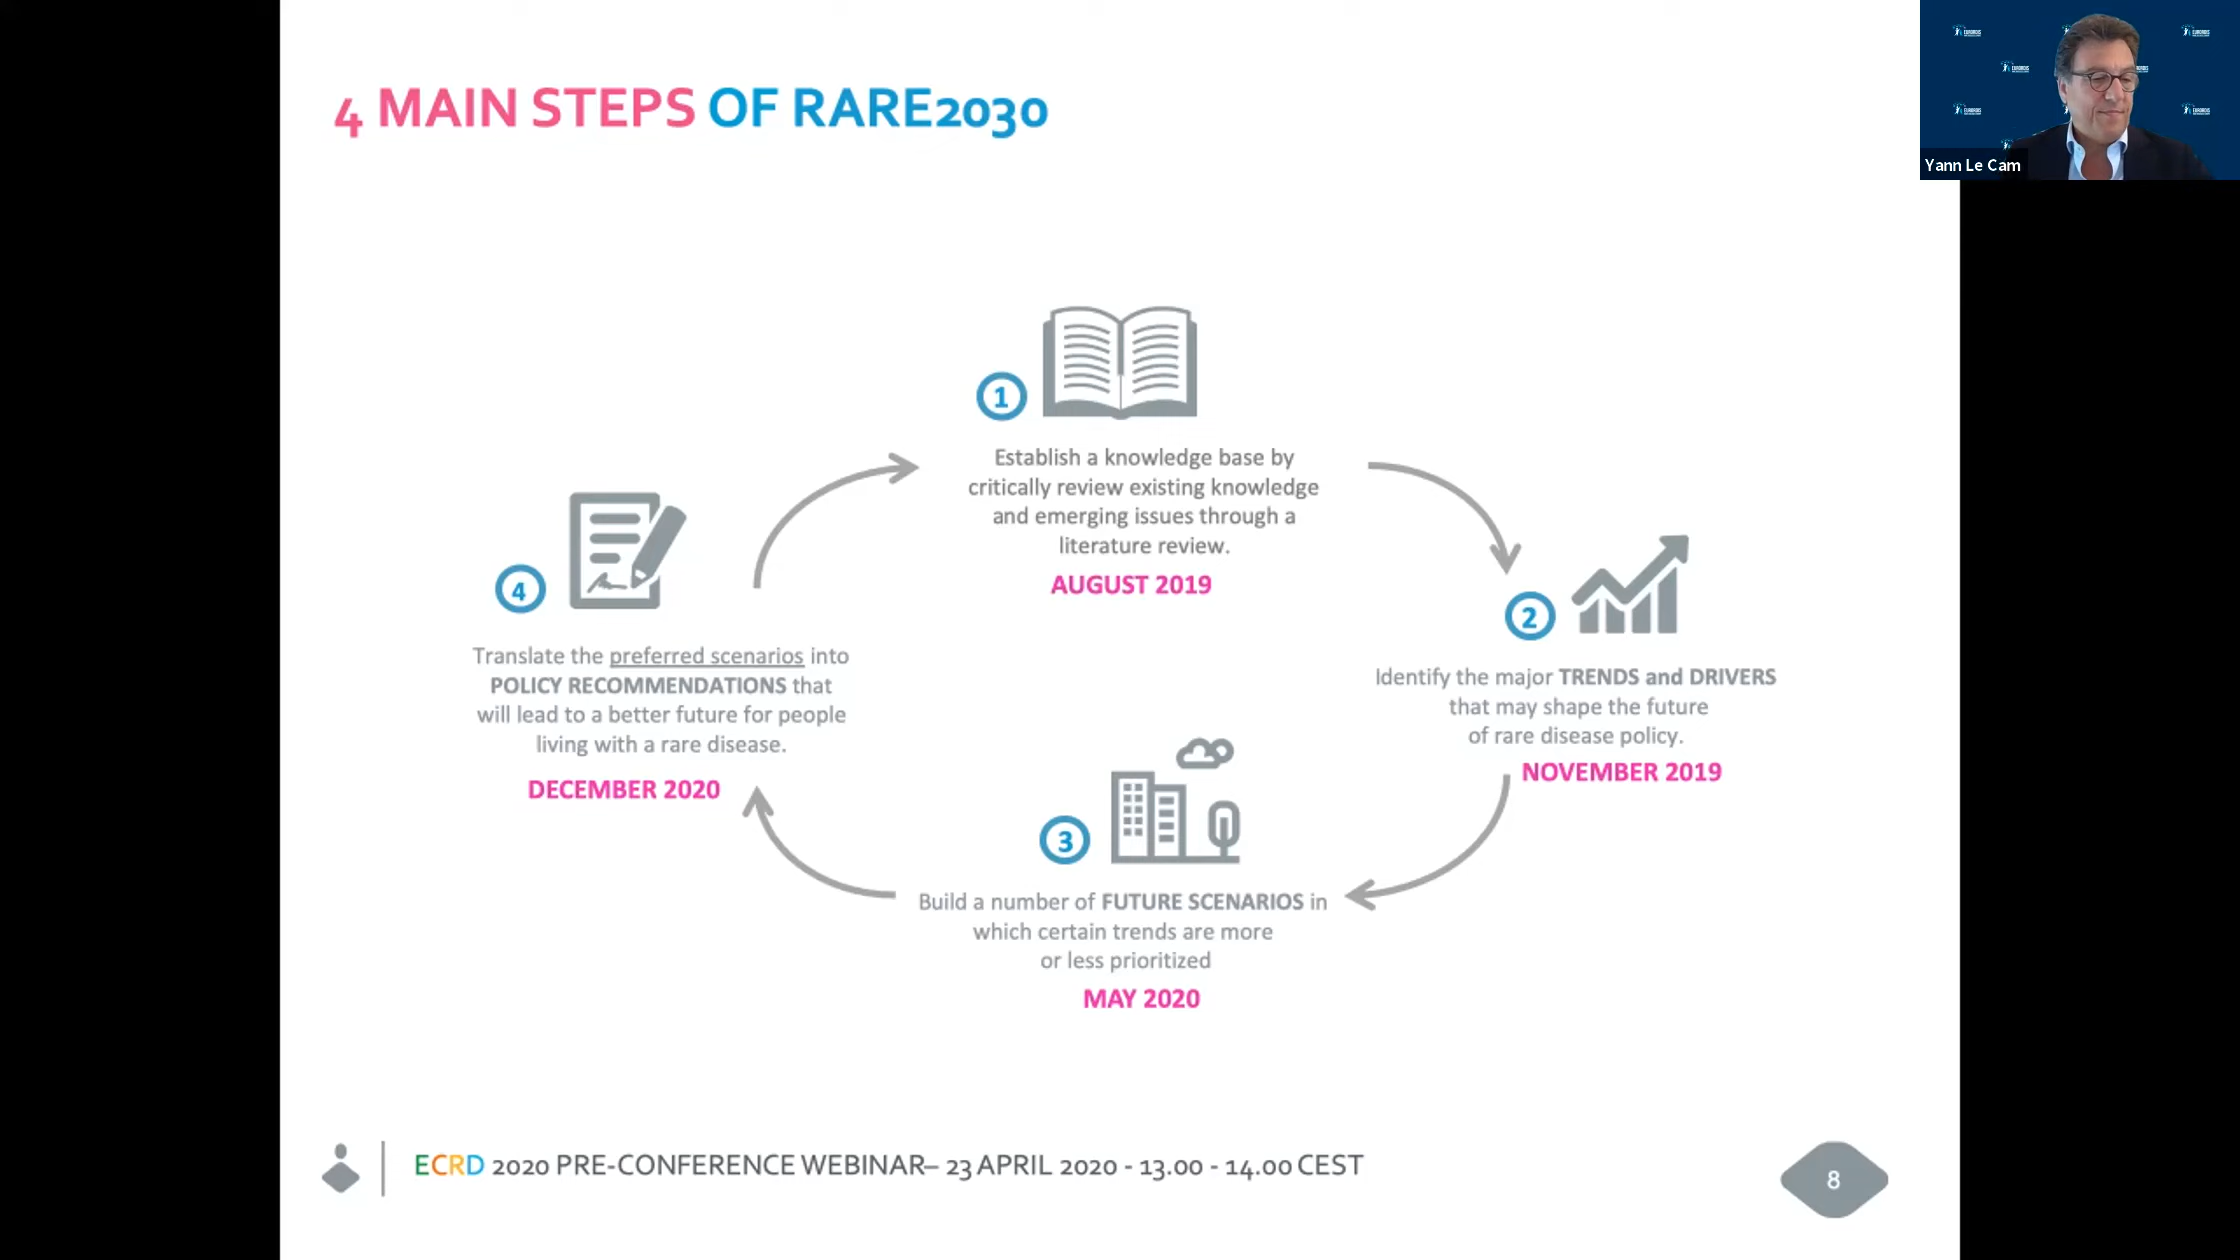 4 MAIN STEPS OF RARE2030
EURORDIS
EURORDIS
EURORDIS
EURORDIS
Yann Le Cam
1
Establish a knowledge base by
critically review existing knowledge
and emerging issues through a
literature review.
AUGUST 2019
2
Identify the major TRENDS and DRIVERS
that may shape the future
of rare disease policy.
NOVEMBER 2019
3
Build a number of FUTURE SCENARIOS in
which certain trends are more
or less prioritized
MAY 2020
4
Translate the preferred scenarios into
POLICY RECOMMENDATIONS that
will lead to a better future for people
living with a rare disease.
DECEMBER 2020
ECRD 2020 PRE-CONFERENCE WEBINAR– 23 APRIL 2020 - 13.00 - 14.00 CEST
8